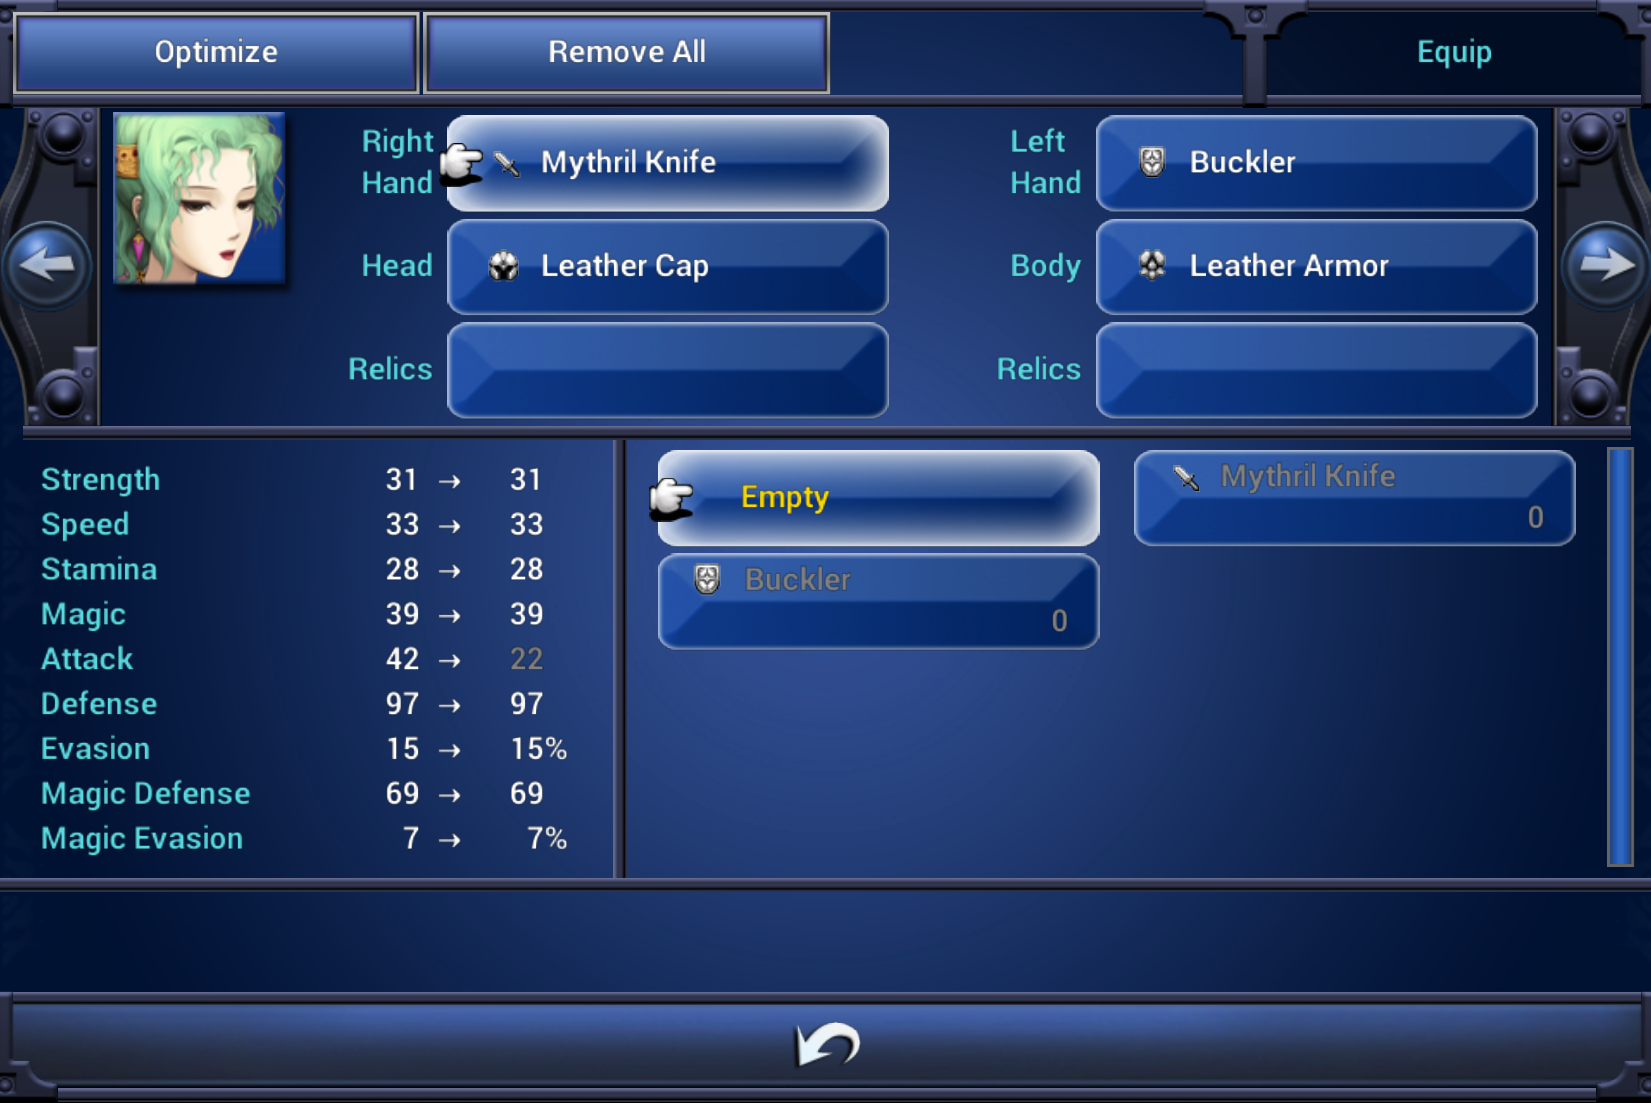 Optimize
Remove All
Equip
Right Hand
Mythril Knife
Left Hand
Buckler
Head
Leather Cap
Body
Leather Armor
Relics
Relics
Strength 31 → 31
Speed 33 → 33
Stamina 28 → 28
Magic 39 → 39
Attack 42 → 22
Defense 97 → 97
Evasion 15 → 15%
Magic Defense 69 → 69
Magic Evasion 7 → 7%
Empty
Mythril Knife
0
Buckler
0